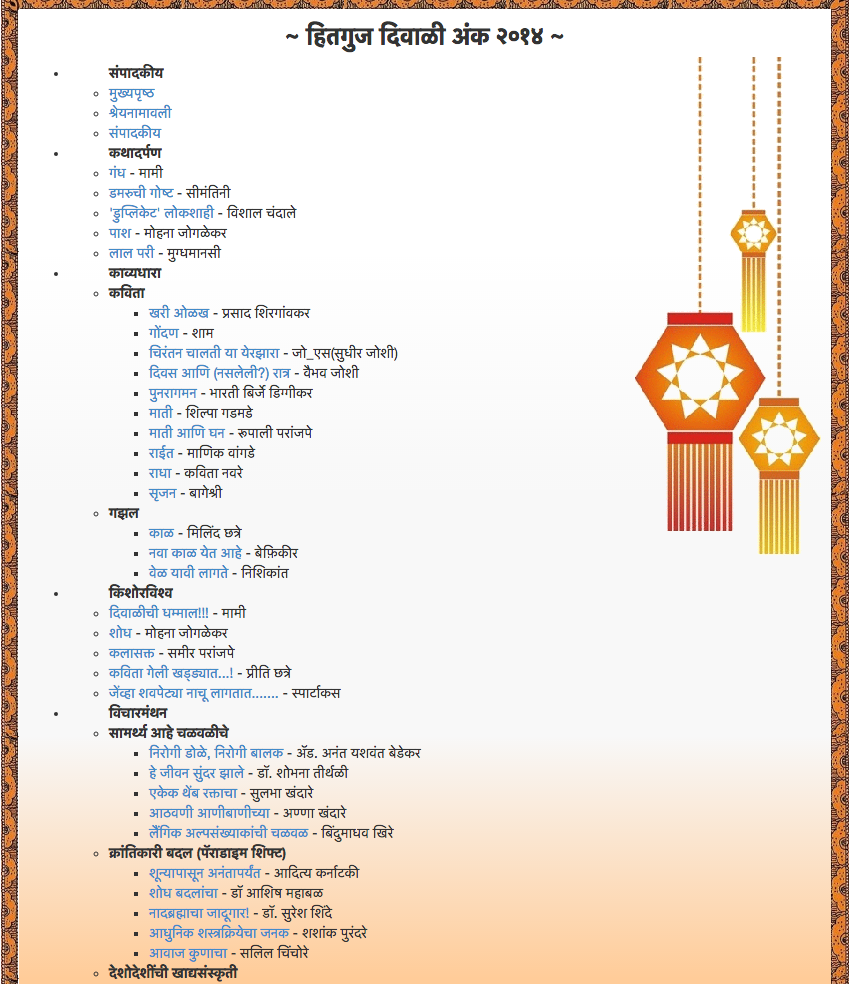 ~ हितगुज दिवाळी अंक २०१४ ~
संपादकीय
मुख्यपृष्ठ
श्रेयनामावली
संपादकीय
कथादर्पण
गंध - मामी
डमरुची गोष्ट - सीमंतिनी
'डुप्लिकेट' लोकशाही - विशाल चंदाले
पाश - मोहना जोगळेकर
लाल परी - मुग्धमानसी
काव्यधारा
कविता
खरी ओळख - प्रसाद शिरगांवकर
गोंदण - शाम
चिरंतन चालती या येरझारा - जो_एस(सुधीर जोशी)
दिवस आणि (नसलेली?) रात्र - वैभव जोशी
पुनरागमन - भारती बिर्जे डिग्गीकर
माती - शिल्पा गडमडे
माती आणि घन - रूपाली परांजपे
राईत - माणिक वांगडे
राधा - कविता नवरे
सृजन - बागेश्री
गझल
काळ - मिलिंद छत्रे
नवा काळ येत आहे - बेफ़िकीर
वेळ यावी लागते - निशिकांत
किशोरविश्व
दिवाळीची घम्माल!!! - मामी
शोध - मोहना जोगळेकर
कलासक्त - समीर परांजपे
कविता गेली खड्ड्यात...! - प्रीति छत्रे
जेंव्हा शवपेट्या नाचू लागतात....... - स्पार्टाकस
विचारमंथन
सामर्थ्य आहे चळवळीचे
निरोगी डोळे, निरोगी बालक - ॲड. अनंत यशवंत बेडेकर
हे जीवन सुंदर झाले - डॉ. शोभना तीर्थळी
एकेक थेंब रक्ताचा - सुलभा खंदारे
आठवणी आणीबाणीच्या - अण्णा खंदारे
लैंगिक अल्पसंख्याकांची चळवळ - बिंदुमाधव खिरे
क्रांतिकारी बदल (पॅराडाइम शिफ्ट)
शून्यापासून अनंतापर्यंत - आदित्य कर्नाटकी
शोध बदलांचा - डॉ आशिष महाबळ
नादब्रह्माचा जादूगार! - डॉ. सुरेश शिंदे
आधुनिक शस्त्रक्रियेचा जनक - शशांक पुरंदरे
आवाज कुणाचा - सलिल चिंचोरे
देशोदेशींची खाद्यसंस्कृती